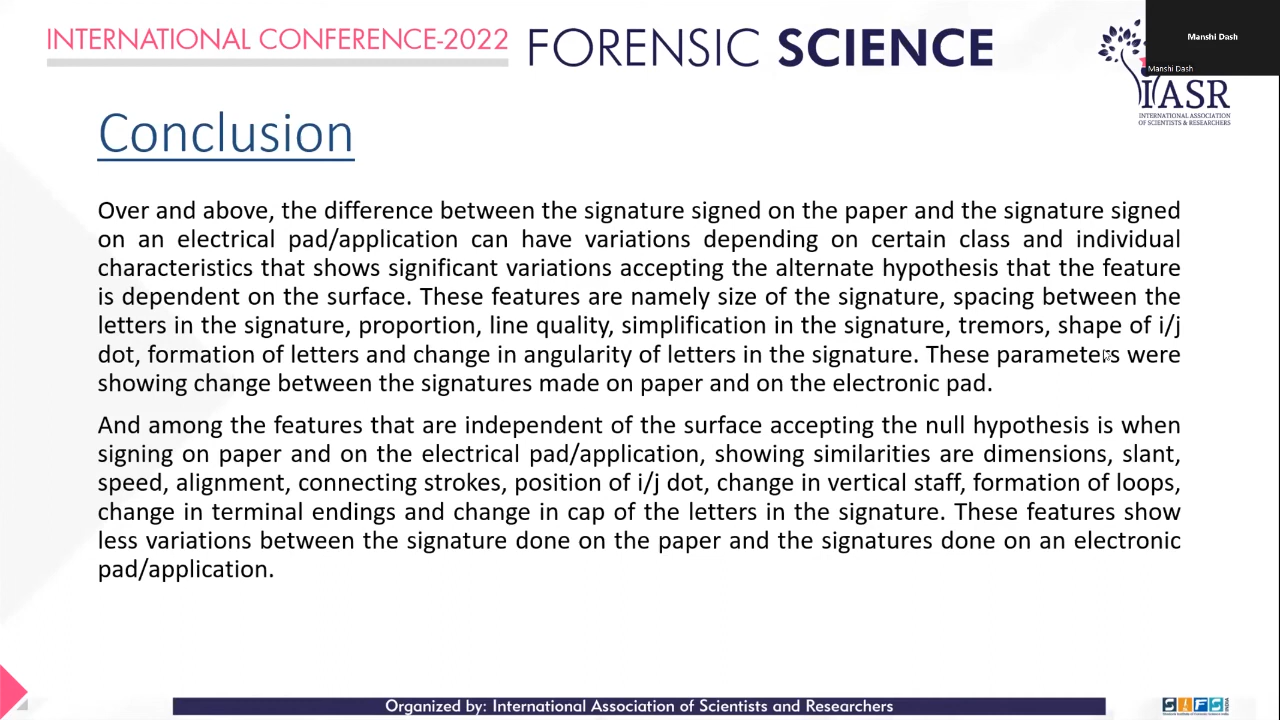 INTERNATIONAL CONFERENCE-2022 FORENSIC SCIENCE
Manshi Dash
Manshi Dash
IASR
INTERNATIONAL ASSOCIATION
OF SCIENTISTS & RESEARCHERS
Conclusion
Over and above, the difference between the signature signed on the paper and the signature signed
on an electrical pad/application can have variations depending on certain class and individual
characteristics that shows significant variations accepting the alternate hypothesis that the feature
is dependent on the surface. These features are namely size of the signature, spacing between the
letters in the signature, proportion, line quality, simplification in the signature, tremors, shape of i/j
dot, formation of letters and change in angularity of letters in the signature. These parameters were
showing change between the signatures made on paper and on the electronic pad.
And among the features that are independent of the surface accepting the null hypothesis is when
signing on paper and on the electrical pad/application, showing similarities are dimensions, slant,
speed, alignment, connecting strokes, position of i/j dot, change in vertical staff, formation of loops,
change in terminal endings and change in cap of the letters in the signature. These features show
less variations between the signature done on the paper and the signatures done on an electronic
pad/application.
Organized by: International Association of Scientists and Researchers
SIFS
INDIA